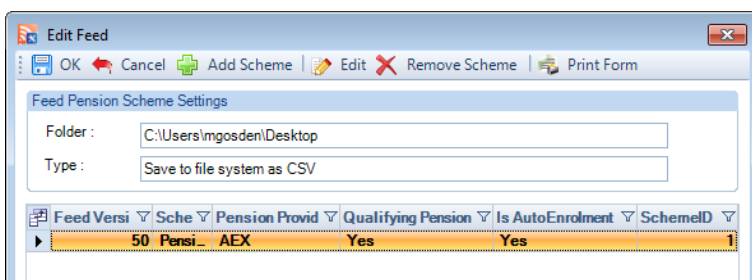 Edit Feed
OK Cancel Add Scheme Edit Remove Scheme Print Form
Feed Pension Scheme Settings
Folder : C:\Users\mgosden\Desktop
Type : Save to file system as CSV
Feed Versi Sche Pension Provid Qualifying Pension Is AutoEnrolment SchemeID
50 Pensi... AEX Yes Yes 1